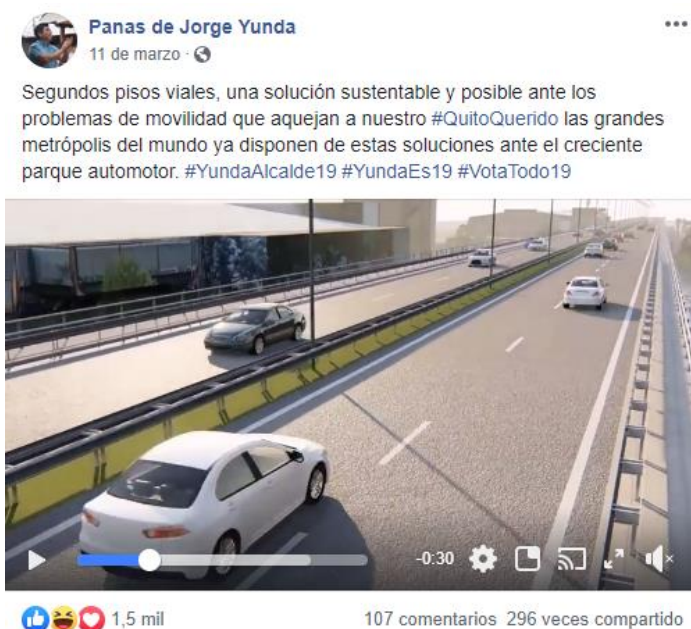 Panas de Jorge Yunda
11 de marzo ·
Segundos pisos viales, una solución sustentable y posible ante los
problemas de movilidad que aquejan a nuestro #QuitoQuerido las grandes
metrópolis del mundo ya disponen de estas soluciones ante el creciente
parque automotor. #YundaAlcalde19 #YundaEs19 #VotaTodo19
-0:30
1,5 mil
107 comentarios 296 veces compartido